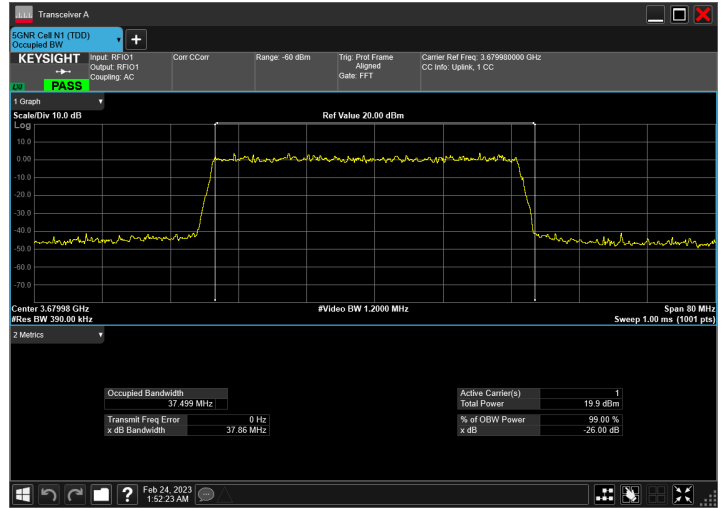 Transceiver A
5GNR Cell N1 (TDD)
Occupied BW
KEYSIGHT
Input: RFIO1
Output: RFIO1
Coupling: AC
Corr CCorr
Range: -60 dBm
Trig: Prot Frame
Aligned
Gate: FFT
Carrier Ref Freq: 3.679980000 GHz
CC Info: Uplink, 1 CC
LXI
PASS
1 Graph
Scale/Div 10.0 dB
Ref Value 20.00 dBm
Log
10.0
0.00
-10.0
-20.0
-30.0
-40.0
-50.0
-60.0
-70.0
Center 3.67998 GHz
#Video BW 1.2000 MHz
Span 80 MHz
#Res BW 390.00 kHz
Sweep 1.00 ms (1001 pts)
2 Metrics
Occupied Bandwidth
37.499 MHz
Transmit Freq Error 0 Hz
x dB Bandwidth 37.86 MHz
Active Carrier(s) 1
Total Power 19.9 dBm
% of OBW Power 99.00 %
x dB -26.00 dB
?
Feb 24, 2023
1:52:23 AM